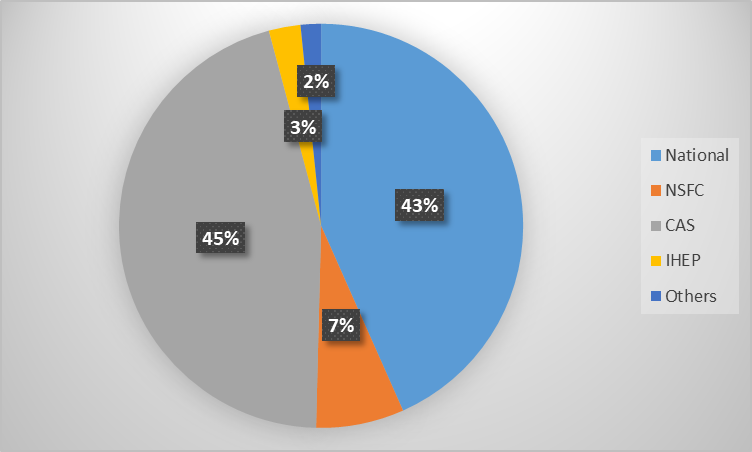 2%
3%
43%
45%
7%
National
NSFC
CAS
IHEP
Others